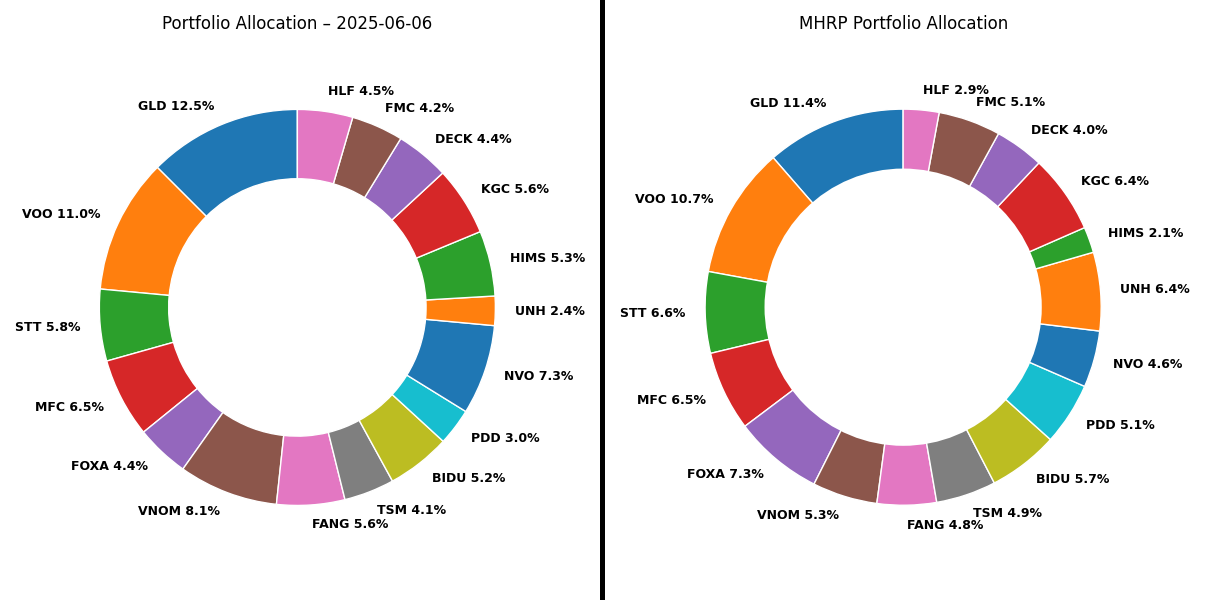 Portfolio Allocation – 2025-06-06
HLF 4.5%
GLD 12.5%
FMC 4.2%
DECK 4.4%
KGC 5.6%
VOO 11.0%
HIMS 5.3%
UNH 2.4%
STT 5.8%
NVO 7.3%
MFC 6.5%
PDD 3.0%
FOXA 4.4%
BIDU 5.2%
VNOM 8.1%
TSM 4.1%
FANG 5.6%
MHRP Portfolio Allocation
HLF 2.9%
GLD 11.4%
FMC 5.1%
DECK 4.0%
KGC 6.4%
VOO 10.7%
HIMS 2.1%
UNH 6.4%
STT 6.6%
NVO 4.6%
MFC 6.5%
PDD 5.1%
FOXA 7.3%
BIDU 5.7%
VNOM 5.3%
TSM 4.9%
FANG 4.8%